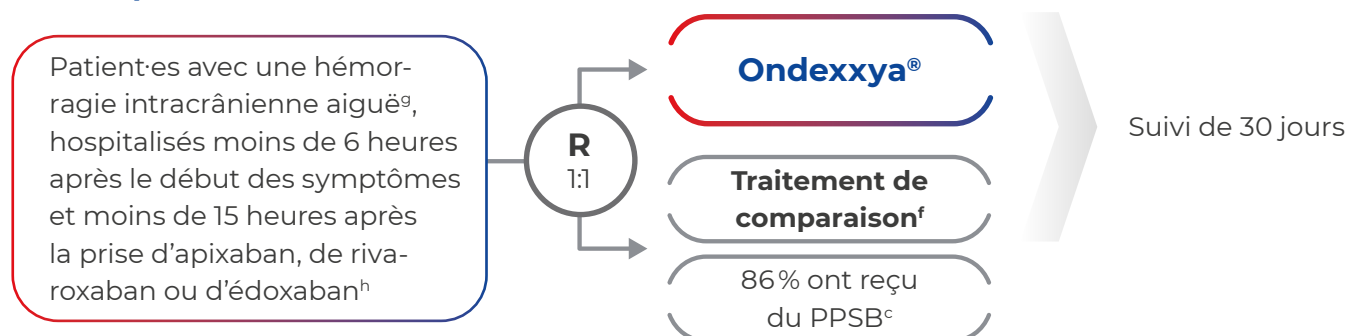 Patient·es avec une hémor-
ragie intracrânienne aiguëᵍ,
hospitalisés moins de 6 heures
après le début des symptômes
et moins de 15 heures après
la prise d’apixaban, de riva-
roxaban ou d’édoxabanʰ
R
1:1
Ondexxya®
Traitement de
comparaisonᶠ
86% ont reçu
du PPSBᶜ
Suivi de 30 jours